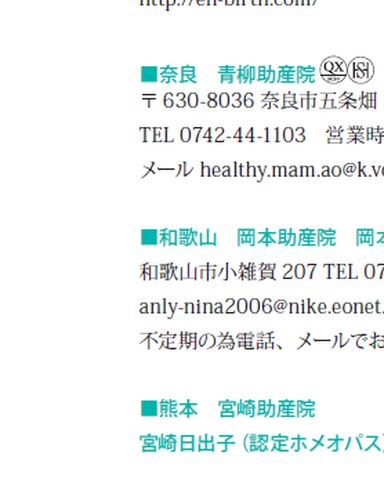 http://en-birth.com/
■奈良　青柳助産院
〒630-8036 奈良市五条畑
TEL 0742-44-1103　営業時
メール healthy.mam.ao@k.v
■和歌山　岡本助産院　岡本
和歌山市小雑賀 207 TEL 07
anly-nina2006@nike.eonet.
不定期の為電話、メールでお
■熊本　宮崎助産院
宮崎日出子（認定ホメオパス）